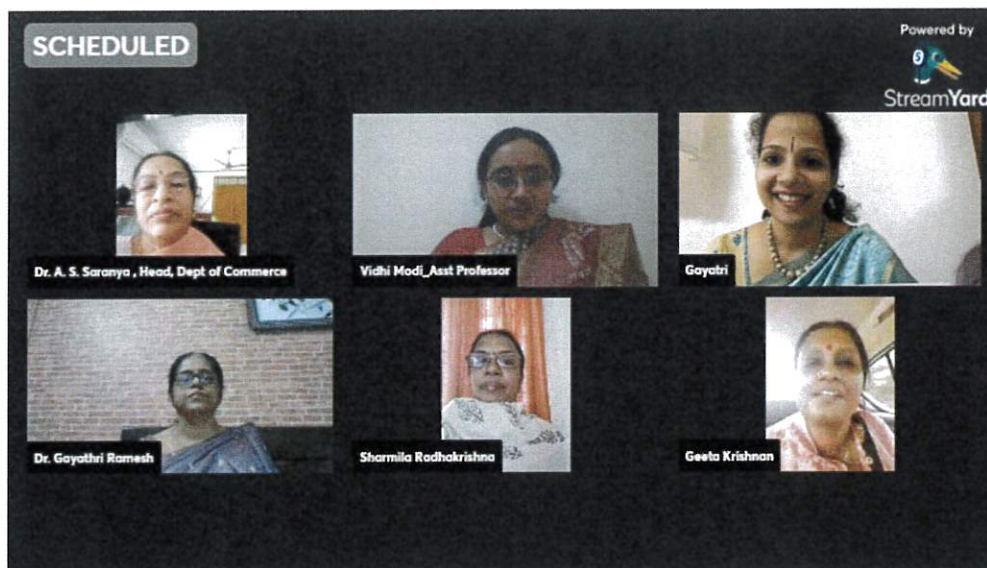 SCHEDULED
Powered by
StreamYard
Dr. A. S. Saranya , Head, Dept of Commerce
Vidhi Modi_Asst Professor
Gayatri
Dr. Gayathri Ramesh
Sharmila Radhakrishna
Geeta Krishnan